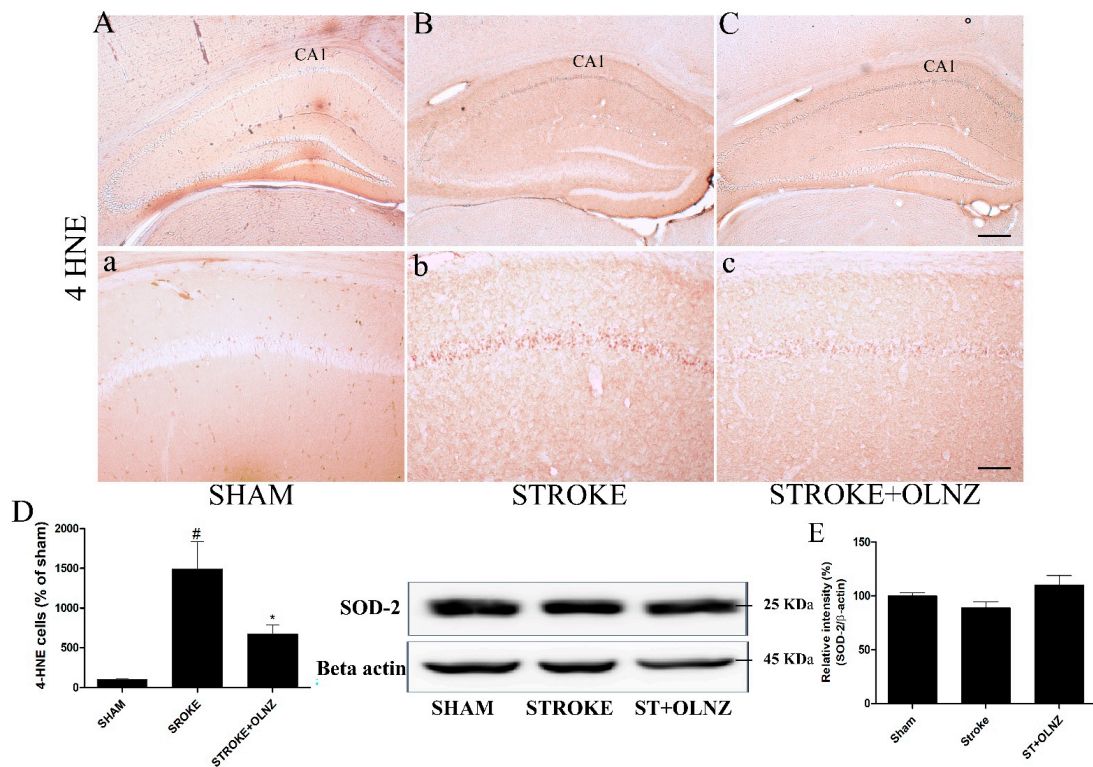 A
B
C
CA1
CA1
CA1
4 HNE
a
b
c
SHAM
STROKE
STROKE+OLNZ
D
4-HNE cells (% of sham)
2000
1500
1000
500
0
#
*
SHAM
SROKE
STROKE+OLNZ
SOD-2
25 KDa
Beta actin
45 KDa
SHAM
STROKE
ST+OLNZ
E
Relative intensity (%)
(SOD-2/β-actin)
150
100
50
0
Sham
Stroke
ST+OLNZ